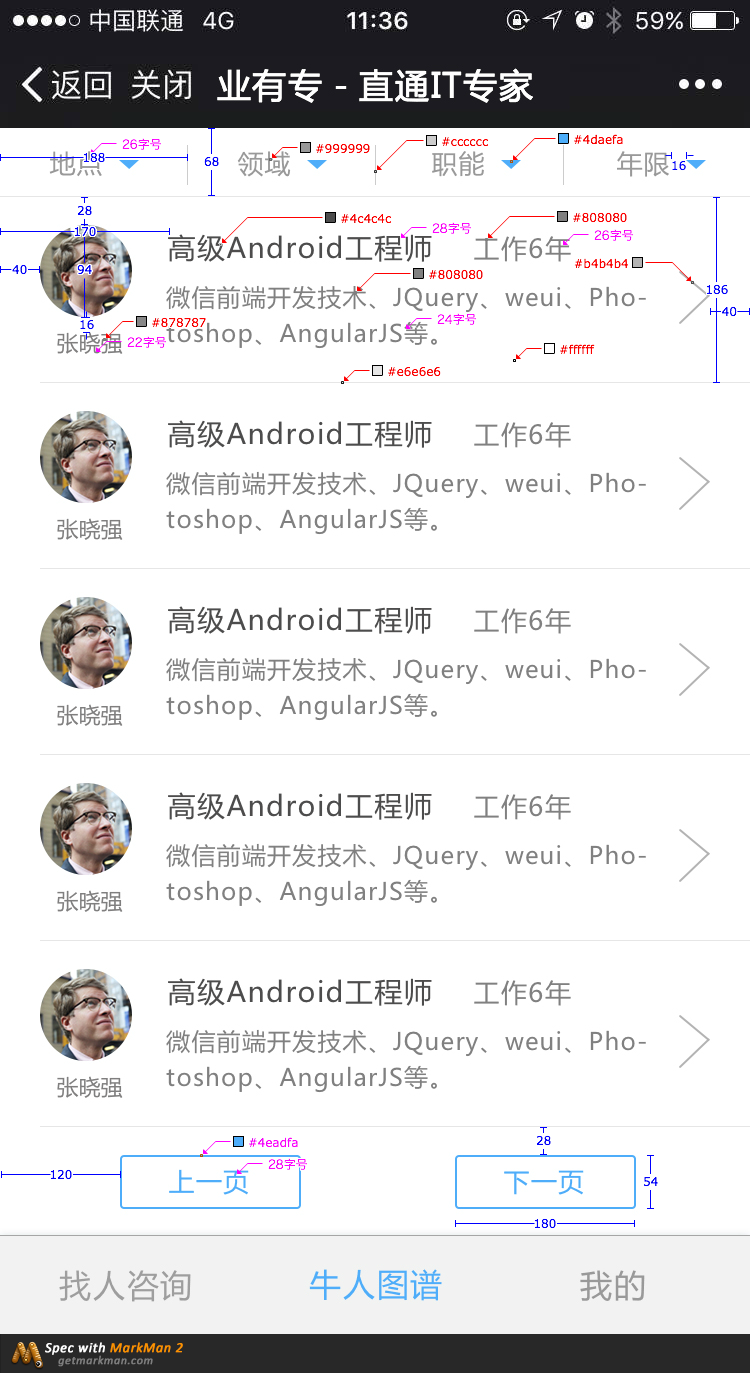 中国联通 4G 11:36 59%
返回 关闭 业有专 - 直通IT专家
26字号 #999999 #cccccc #4daefa
188 68 16
地点 领域 职能 年限
28 #4c4c4c 28字号 #808080
170 26字号
高级Android工程师 工作6年
40 94 #808080 #b4b4b4
微信前端开发技术、JQuery、weui、Pho-
186
16 #878787 24字号 40
toshop、AngularJS等。
张晓强 22字号 #ffffff
#e6e6e6
高级Android工程师 工作6年
微信前端开发技术、JQuery、weui、Pho-
toshop、AngularJS等。
张晓强
高级Android工程师 工作6年
微信前端开发技术、JQuery、weui、Pho-
toshop、AngularJS等。
张晓强
高级Android工程师 工作6年
微信前端开发技术、JQuery、weui、Pho-
toshop、AngularJS等。
张晓强
高级Android工程师 工作6年
微信前端开发技术、JQuery、weui、Pho-
toshop、AngularJS等。
张晓强
#4eadfa 28
28字号
120 上一页 下一页 54
180
找人咨询 牛人图谱 我的
Spec with MarkMan 2
getmarkman.com